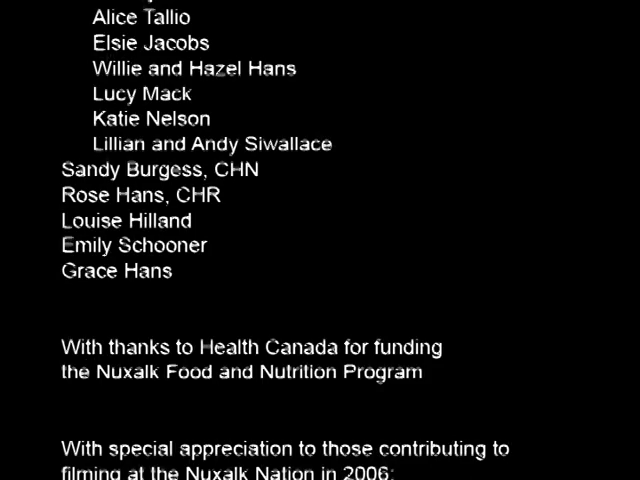 Alice Tallio
Elsie Jacobs
Willie and Hazel Hans
Lucy Mack
Katie Nelson
Lillian and Andy Siwallace
Sandy Burgess, CHN
Rose Hans, CHR
Louise Hilland
Emily Schooner
Grace Hans
With thanks to Health Canada for funding
the Nuxalk Food and Nutrition Program
With special appreciation to those contributing to
filming at the Nuxalk Nation in 2006: